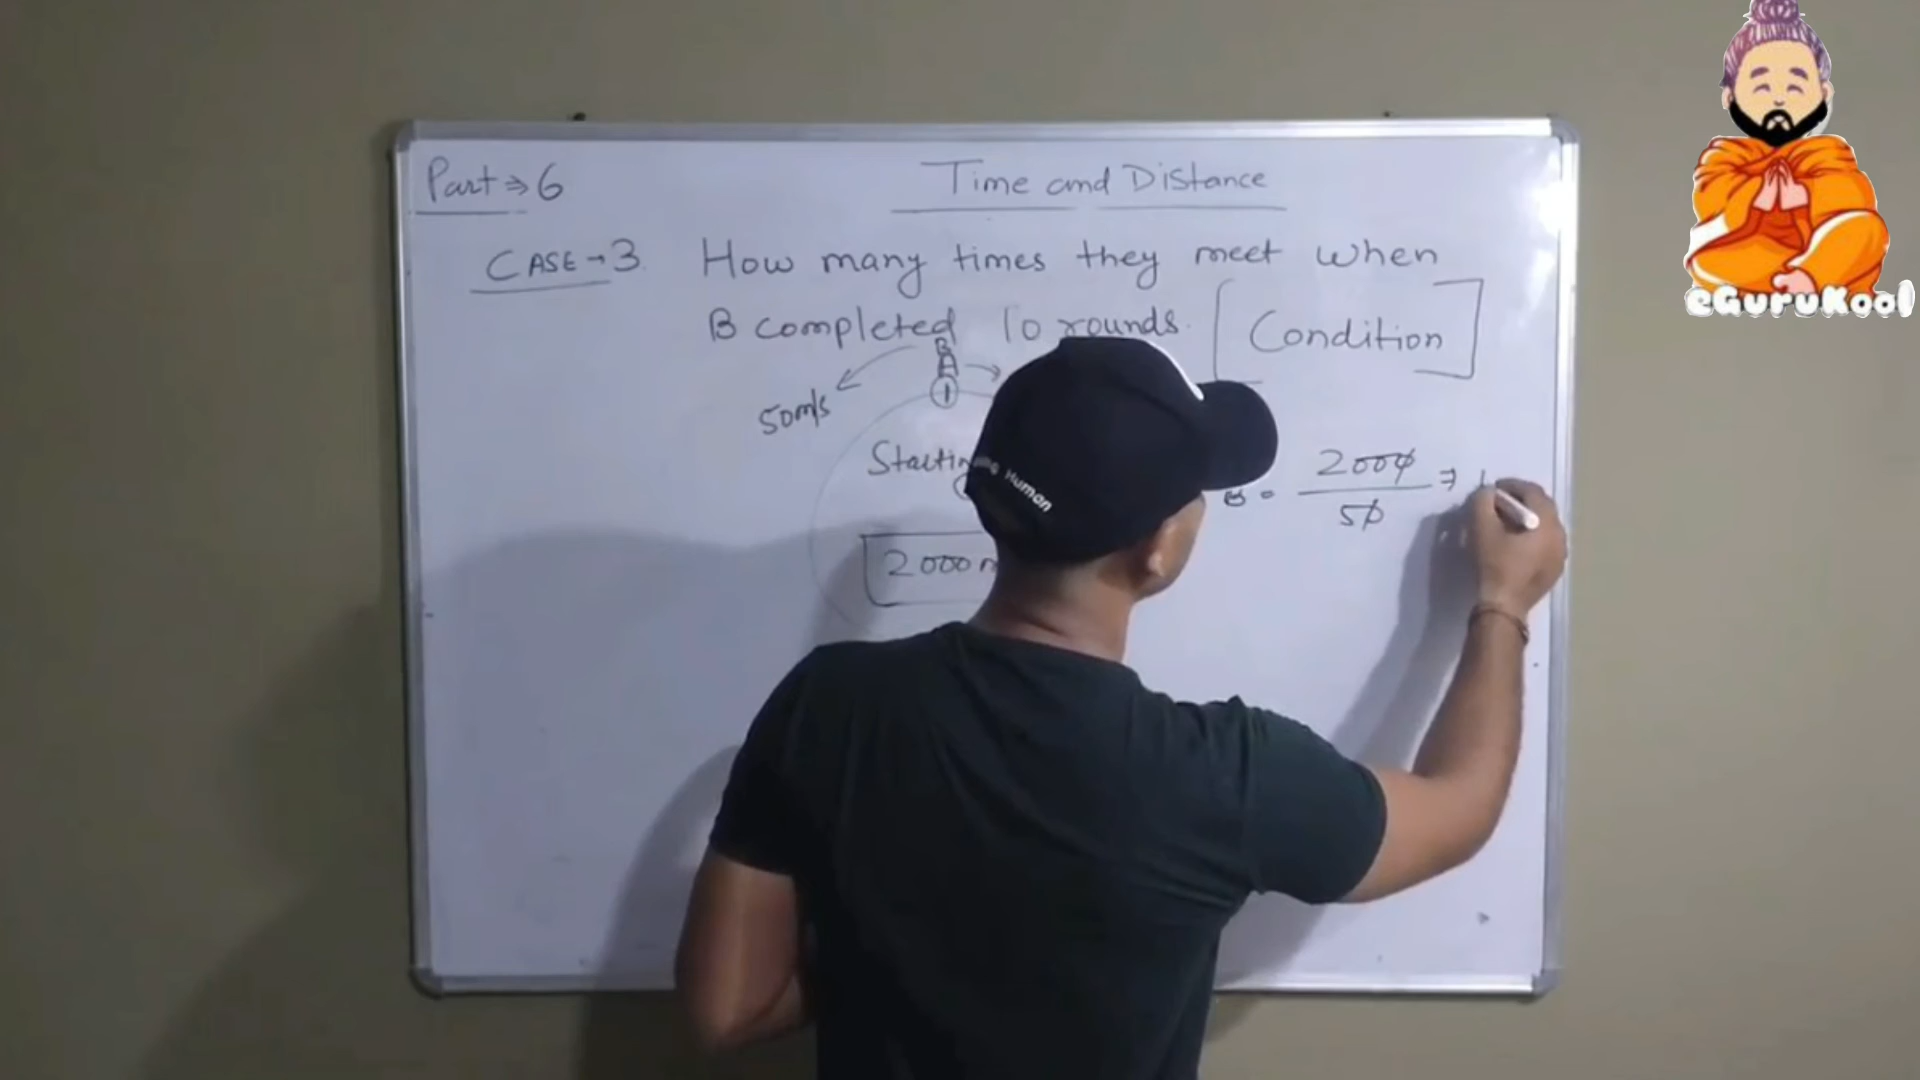 Part ⇒ 6
Time and Distance
CASE → 3. How many times they meet when
B completed 10 rounds. [Condition]
B
A
1
50m/s
2000
50
⇒
2000 m
Human
eGuruKool